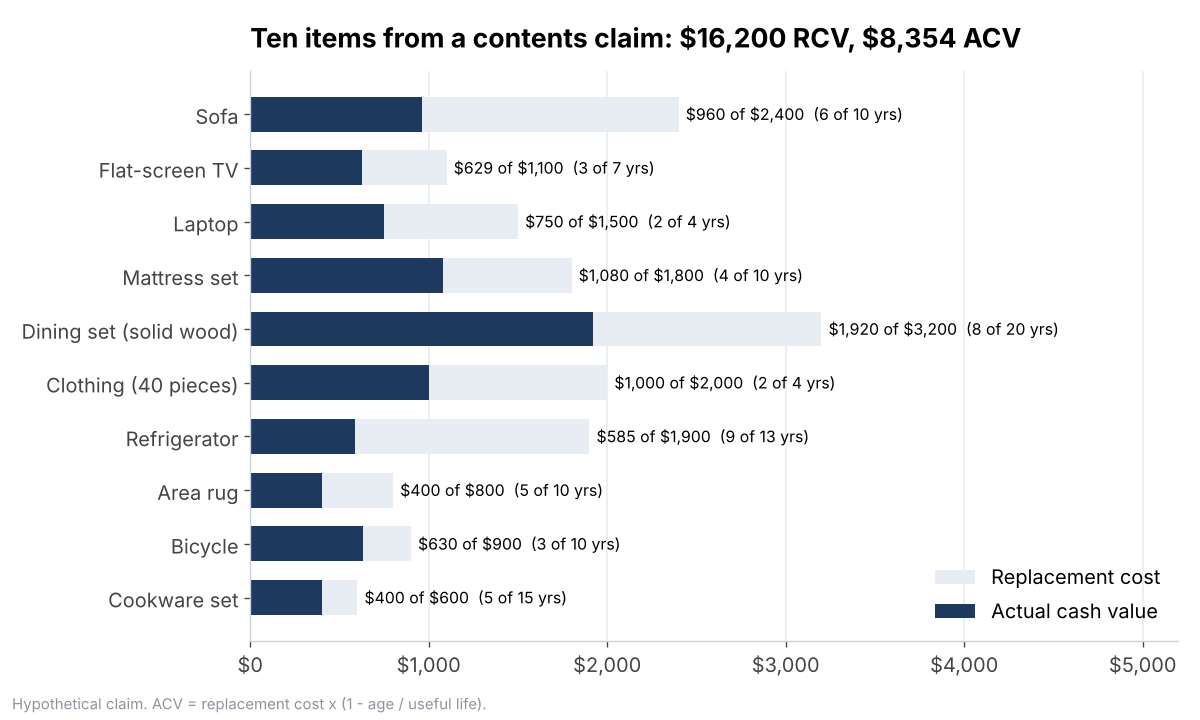 Ten items from a contents claim: $16,200 RCV, $8,354 ACV
Sofa
$960 of $2,400 (6 of 10 yrs)
Flat-screen TV
$629 of $1,100 (3 of 7 yrs)
Laptop
$750 of $1,500 (2 of 4 yrs)
Mattress set
$1,080 of $1,800 (4 of 10 yrs)
Dining set (solid wood)
$1,920 of $3,200 (8 of 20 yrs)
Clothing (40 pieces)
$1,000 of $2,000 (2 of 4 yrs)
Refrigerator
$585 of $1,900 (9 of 13 yrs)
Area rug
$400 of $800 (5 of 10 yrs)
Bicycle
$630 of $900 (3 of 10 yrs)
Cookware set
$400 of $600 (5 of 15 yrs)
Replacement cost
Actual cash value
$0 $1,000 $2,000 $3,000 $4,000 $5,000
Hypothetical claim. ACV = replacement cost x (1 - age / useful life).